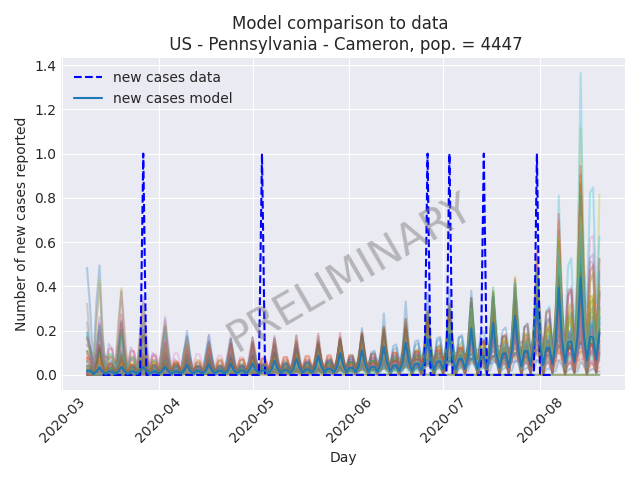 Model comparison to data
US - Pennsylvania - Cameron, pop. = 4447
new cases data
new cases model
Number of new cases reported
1.4
1.2
1.0
0.8
0.6
0.4
0.2
0.0
PRELIMINARY
2020-03
2020-04
2020-05
2020-06
2020-07
2020-08
Day